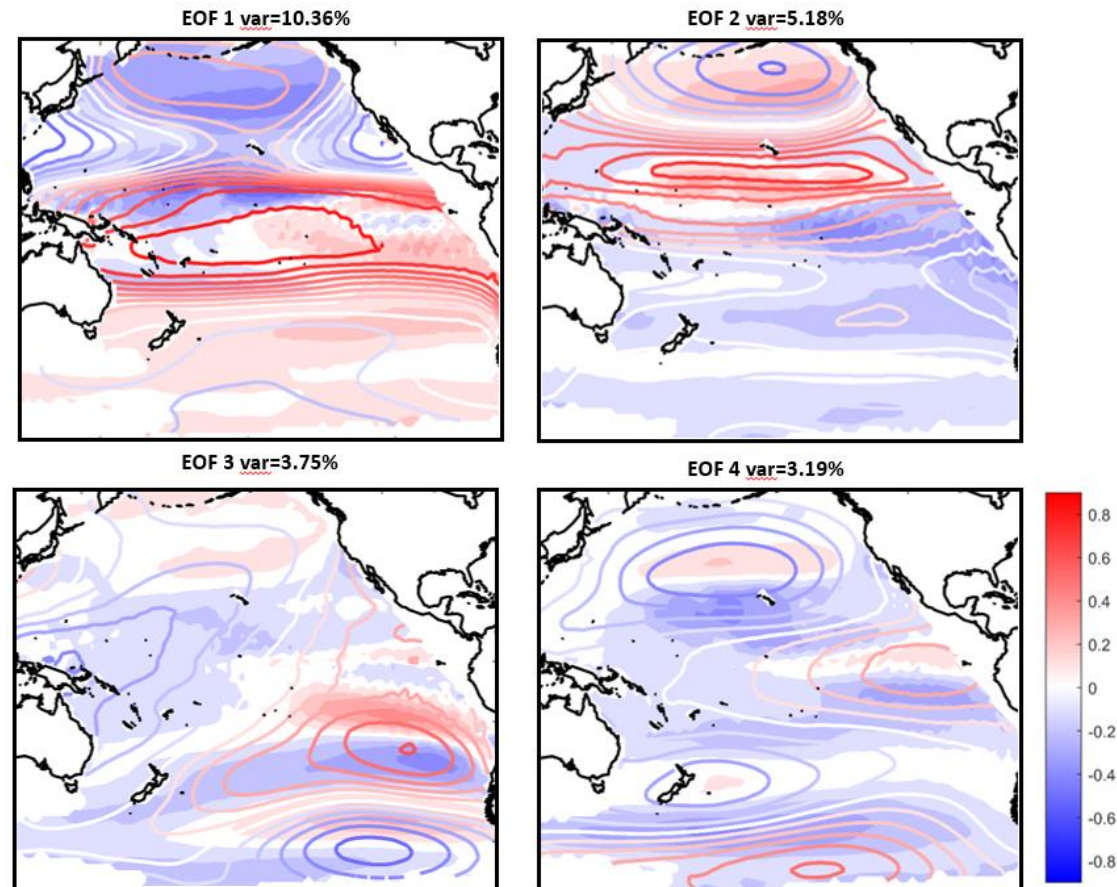 EOF 1 var=10.36%
EOF 2 var=5.18%
EOF 3 var=3.75%
EOF 4 var=3.19%
0.8
0.6
0.4
0.2
0
-0.2
-0.4
-0.6
-0.8